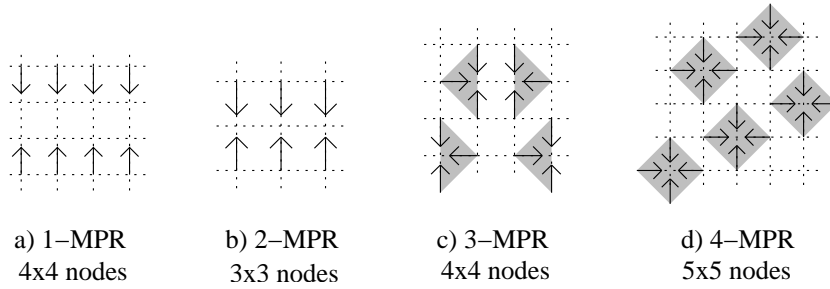 a) 1–MPR b) 2–MPR c) 3–MPR d) 4–MPR
4x4 nodes 3x3 nodes 4x4 nodes 5x5 nodes